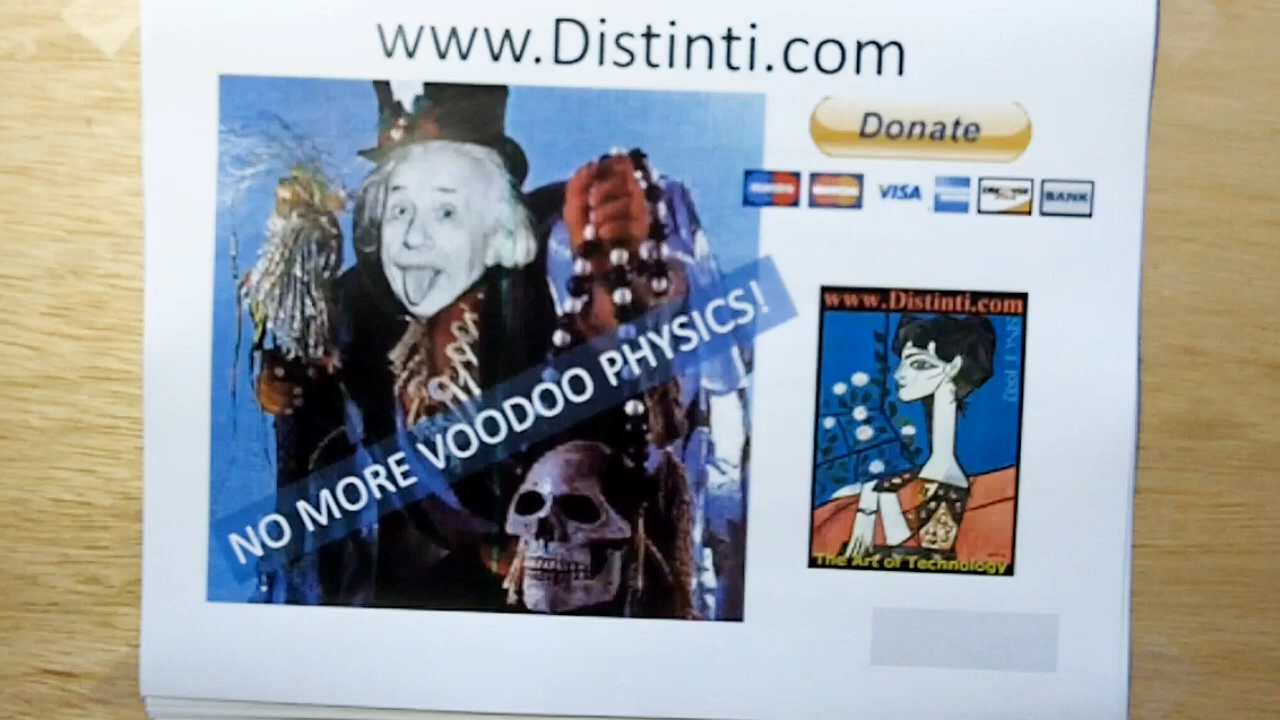 www.Distinti.com
Donate
VISA
BANK
NO MORE VOODOO PHYSICS!
www.Distinti.com
The Art of Technology